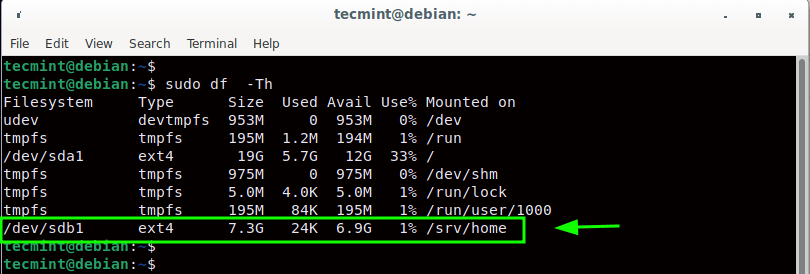 tecmint@debian: ~
File Edit View Search Terminal Help
tecmint@debian:~$
tecmint@debian:~$ sudo df  -Th
Filesystem     Type      Size  Used Avail Use% Mounted on
udev           devtmpfs  953M     0  953M   0% /dev
tmpfs          tmpfs     195M  1.2M  194M   1% /run
/dev/sda1      ext4       19G  5.7G   12G  33% /
tmpfs          tmpfs     975M     0  975M   0% /dev/shm
tmpfs          tmpfs     5.0M  4.0K  5.0M   1% /run/lock
tmpfs          tmpfs     195M   84K  195M   1% /run/user/1000
/dev/sdb1      ext4      7.3G   24K  6.9G   1% /srv/home
tecmint@debian:~$
tecmint@debian:~$